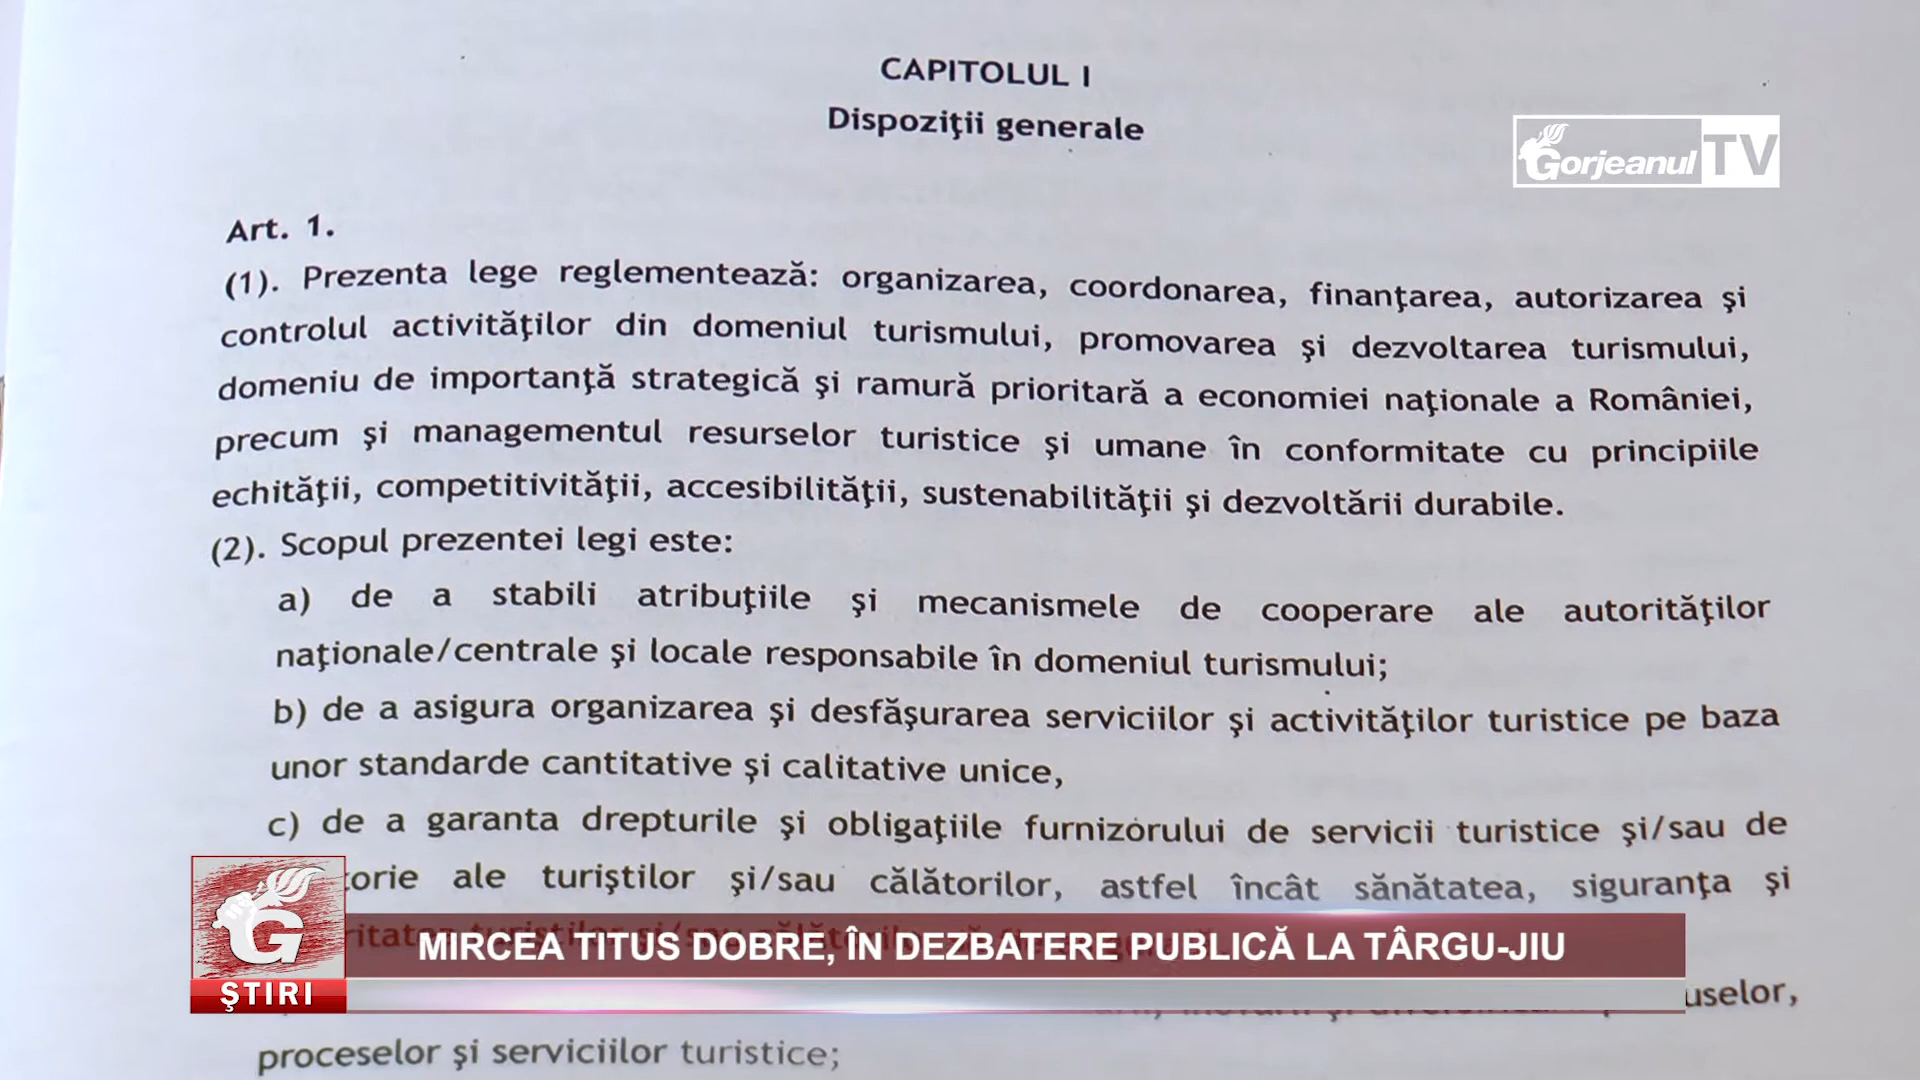 CAPITOLUL I
Dispoziţii generale
Gorjeanul TV
Art. 1.
(1). Prezenta lege reglementează: organizarea, coordonarea, finanţarea, autorizarea şi
controlul activităţilor din domeniul turismului, promovarea şi dezvoltarea turismului,
domeniu de importanţă strategică şi ramură prioritară a economiei naţionale a României,
precum şi managementul resurselor turistice şi umane în conformitate cu principiile
echităţii, competitivităţii, accesibilităţii, sustenabilităţii şi dezvoltării durabile.
(2). Scopul prezentei legi este:
a) de a stabili atribuţiile şi mecanismele de cooperare ale autorităţilor
naţionale/centrale şi locale responsabile în domeniul turismului;
b) de a asigura organizarea şi desfăşurarea serviciilor şi activităţilor turistice pe baza
unor standarde cantitative şi calitative unice,
c) de a garanta drepturile şi obligaţiile furnizorului de servicii turistice şi/sau de
ale turiştilor şi/sau călătorilor, astfel încât sănătatea, siguranţa şi
G MIRCEA TITUS DOBRE, ÎN DEZBATERE PUBLICĂ LA TÂRGU-JIU
ŞTIRI
proceselor şi serviciilor turistice;